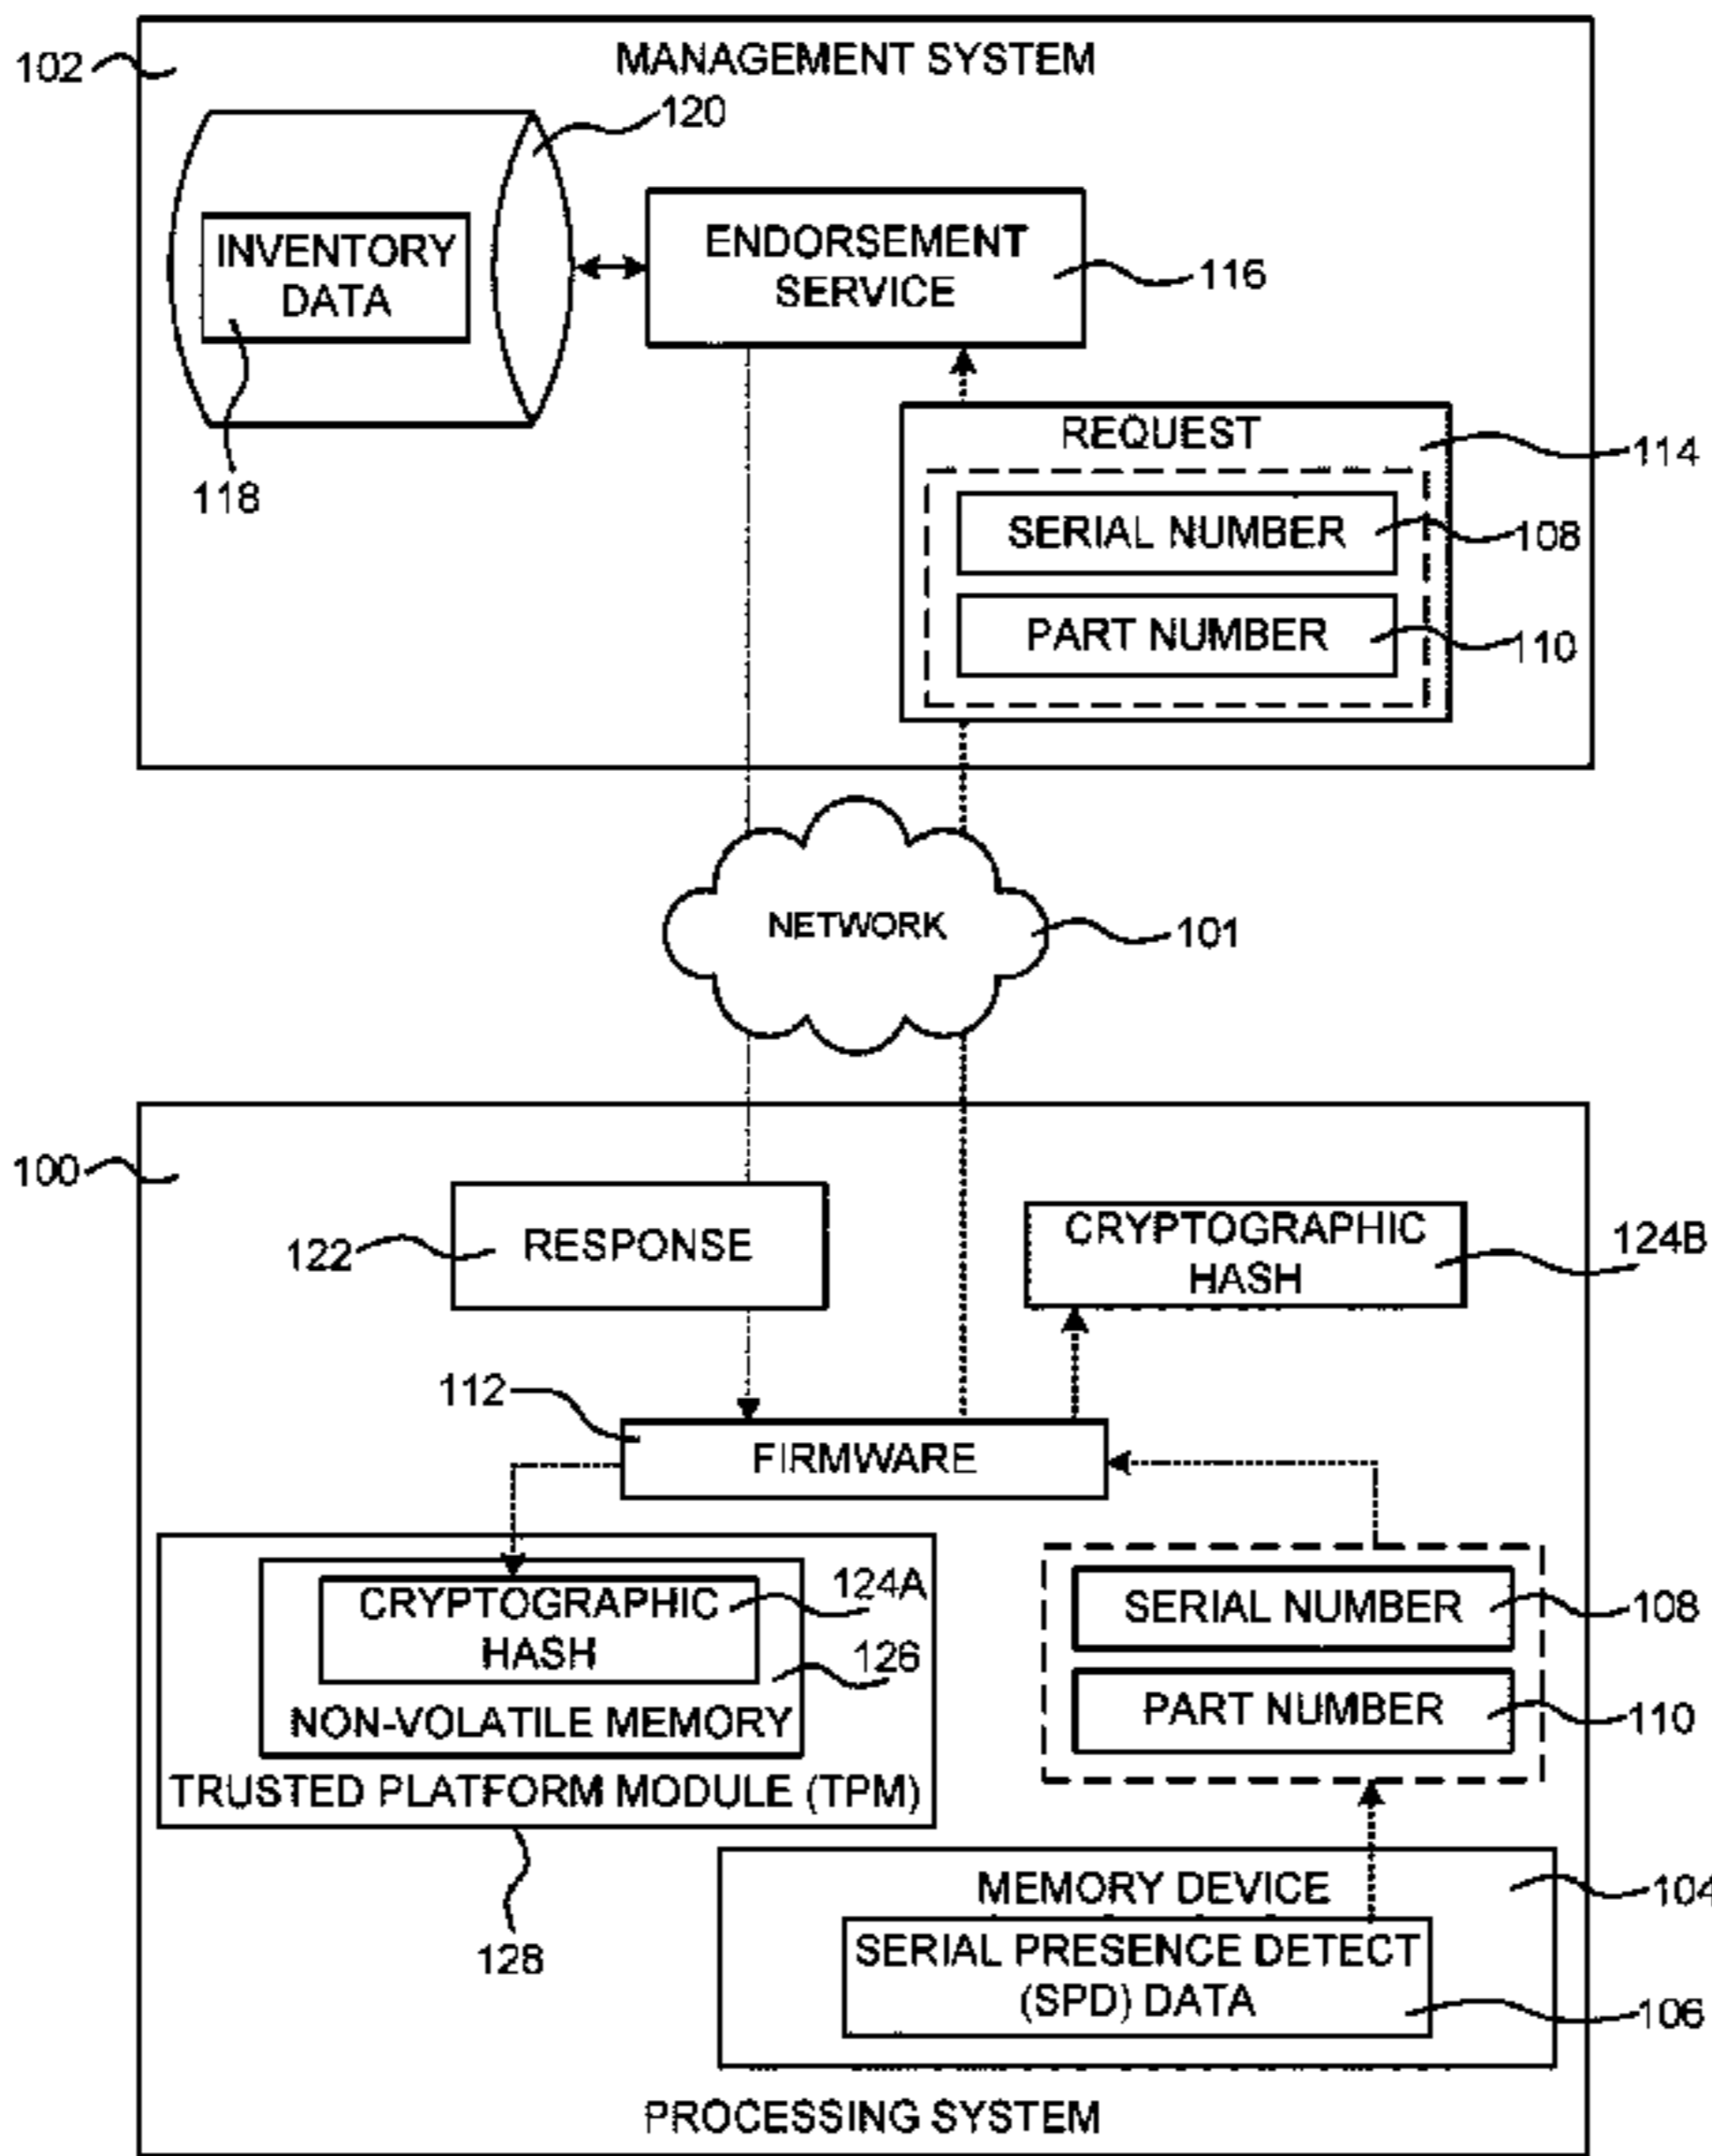 102
MANAGEMENT SYSTEM
120
INVENTORY
DATA
ENDORSEMENT
SERVICE
116
118
REQUEST
114
SERIAL NUMBER
108
PART NUMBER
110
NETWORK
101
100
RESPONSE
122
CRYPTOGRAPHIC
HASH
124B
112
FIRMWARE
CRYPTOGRAPHIC
HASH
124A
126
NON-VOLATILE MEMORY
TRUSTED PLATFORM MODULE (TPM)
128
SERIAL NUMBER
108
PART NUMBER
110
MEMORY DEVICE
104
SERIAL PRESENCE DETECT
(SPD) DATA
106
PROCESSING SYSTEM